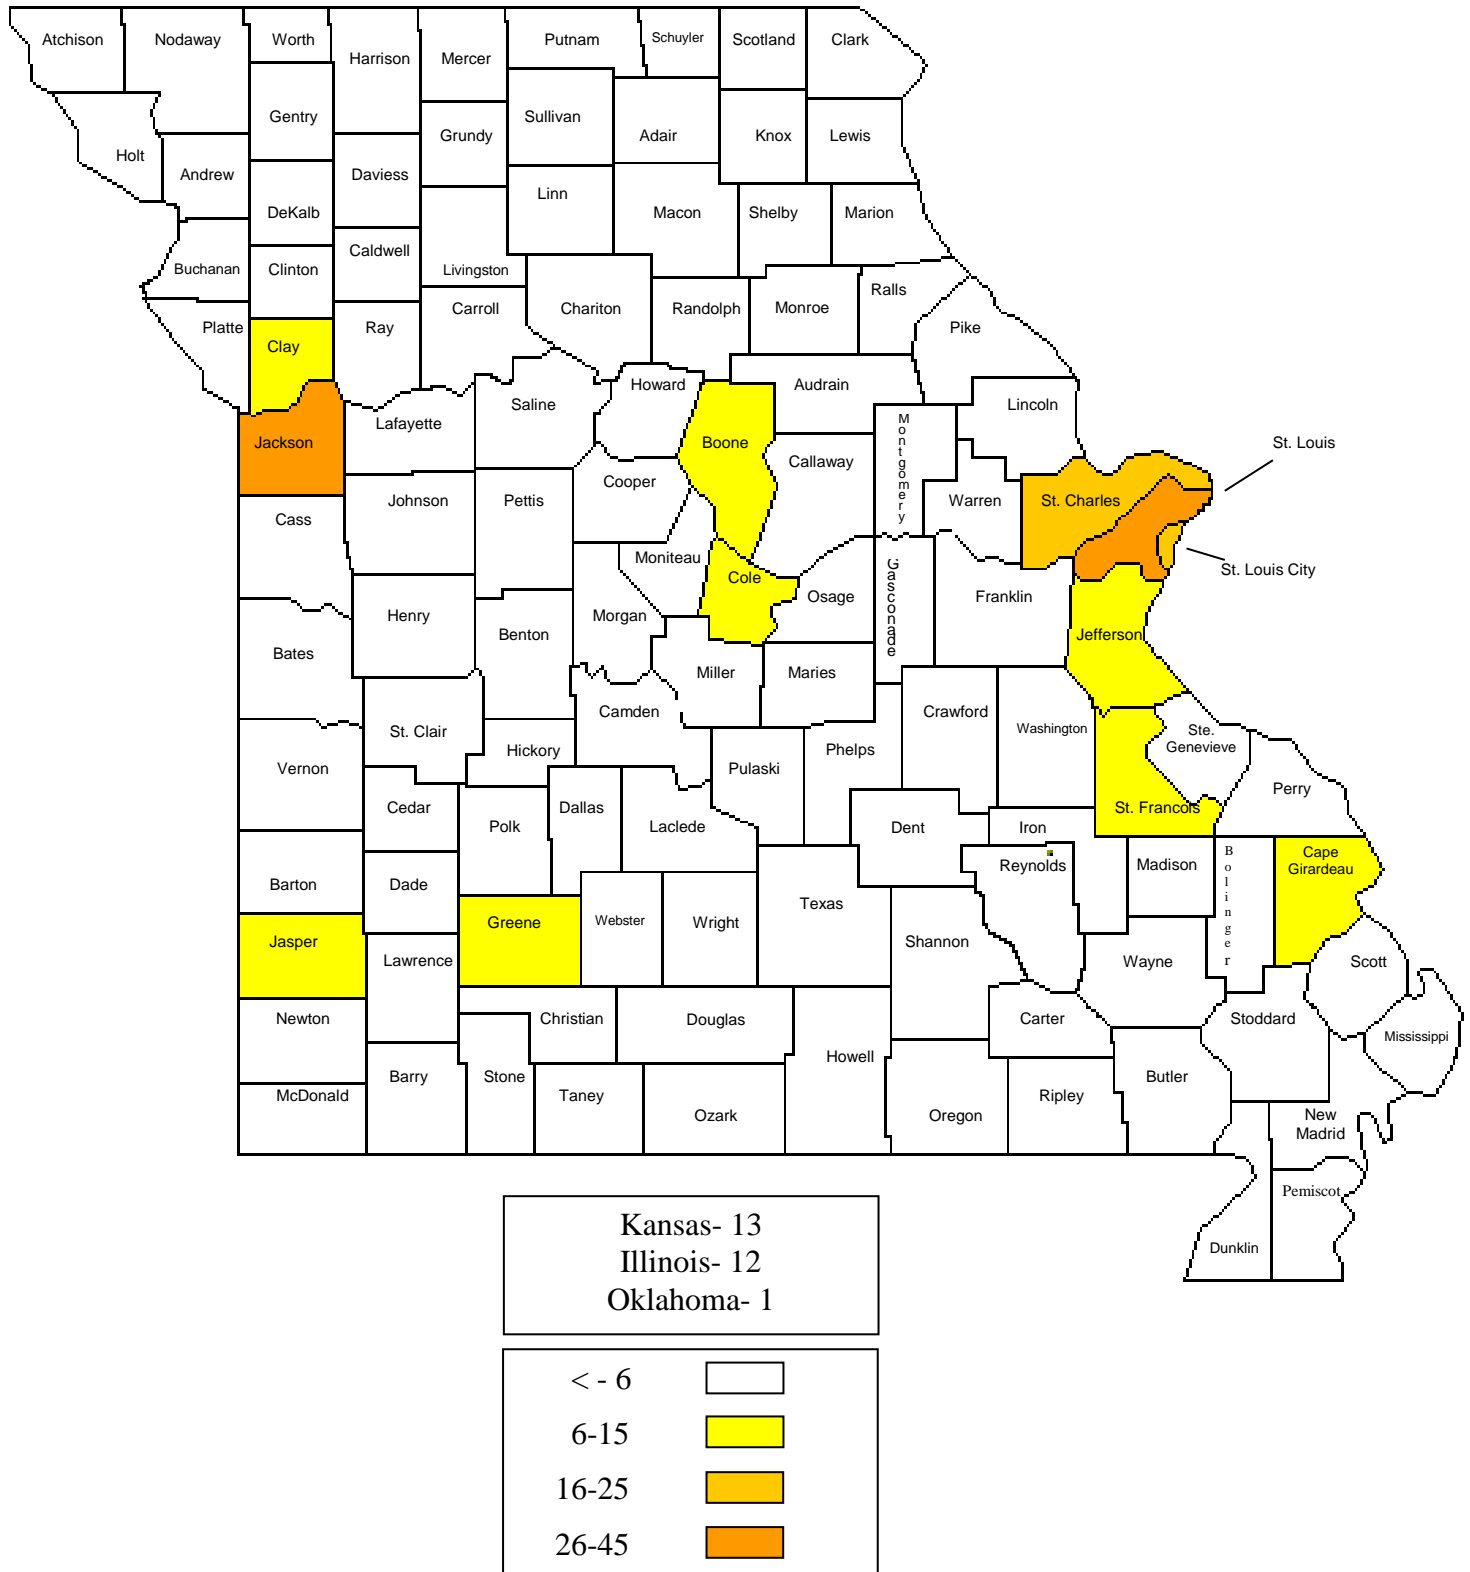 Atchison
Nodaway
Worth
Harrison
Mercer
Putnam
Schuyler
Scotland
Clark
Gentry
Sullivan
Grundy
Adair
Knox
Lewis
Holt
Andrew
Daviess
DeKalb
Linn
Macon
Shelby
Marion
Caldwell
Buchanan
Clinton
Livingston
Carroll
Chariton
Randolph
Monroe
Ralls
Platte
Clay
Ray
Pike
Howard
Audrain
Saline
Lincoln
Lafayette
Jackson
Boone
Montgomery
St. Louis
Callaway
Cooper
Johnson
Pettis
Warren
St. Charles
Cass
Moniteau
Cole
St. Louis City
Osage
Gasconade
Franklin
Henry
Morgan
Benton
Jefferson
Bates
Miller
Maries
Camden
Crawford
St. Clair
Washington
Ste.
Genevieve
Hickory
Phelps
Vernon
Pulaski
Perry
Cedar
Dallas
St. Francois
Polk
Laclede
Dent
Iron
Reynolds
Madison
Bolinger
Cape
Girardeau
Barton
Dade
Texas
Greene
Webster
Wright
Jasper
Shannon
Lawrence
Wayne
Scott
Newton
Christian
Douglas
Carter
Stoddard
Mississippi
Howell
Barry
Stone
Butler
McDonald
Taney
Ripley
Ozark
Oregon
New
Madrid
Pemiscot
Dunklin
Kansas- 13
Illinois- 12
Oklahoma- 1
< - 6
6-15
16-25
26-45